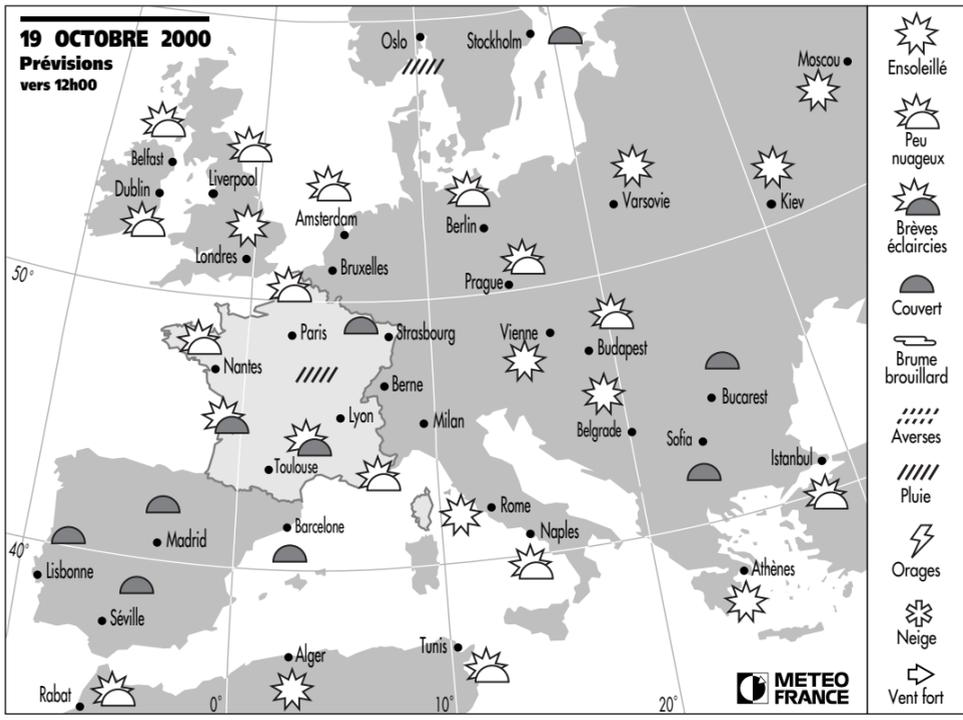 19 OCTOBRE 2000
Prévisions
vers 12h00
Oslo
Stockholm
Moscou
Belfast
Dublin
Liverpool
Amsterdam
Berlin
Varsovie
Kiev
Londres
Bruxelles
Prague
50°
Paris
Strasbourg
Vienne
Budapest
Nantes
Berne
Bucarest
Lyon
Milan
Belgrade
Sofia
Toulouse
Istanbul
Rome
Barcelone
Naples
Madrid
40°
Lisbonne
Athènes
Séville
Tunis
Alger
Rabat
0°
10°
20°
METEO
FRANCE
Ensoleillé
Peu
nuageux
Brèves
éclaircies
Couvert
Brume
brouillard
Averses
Pluie
Orages
Neige
Vent fort